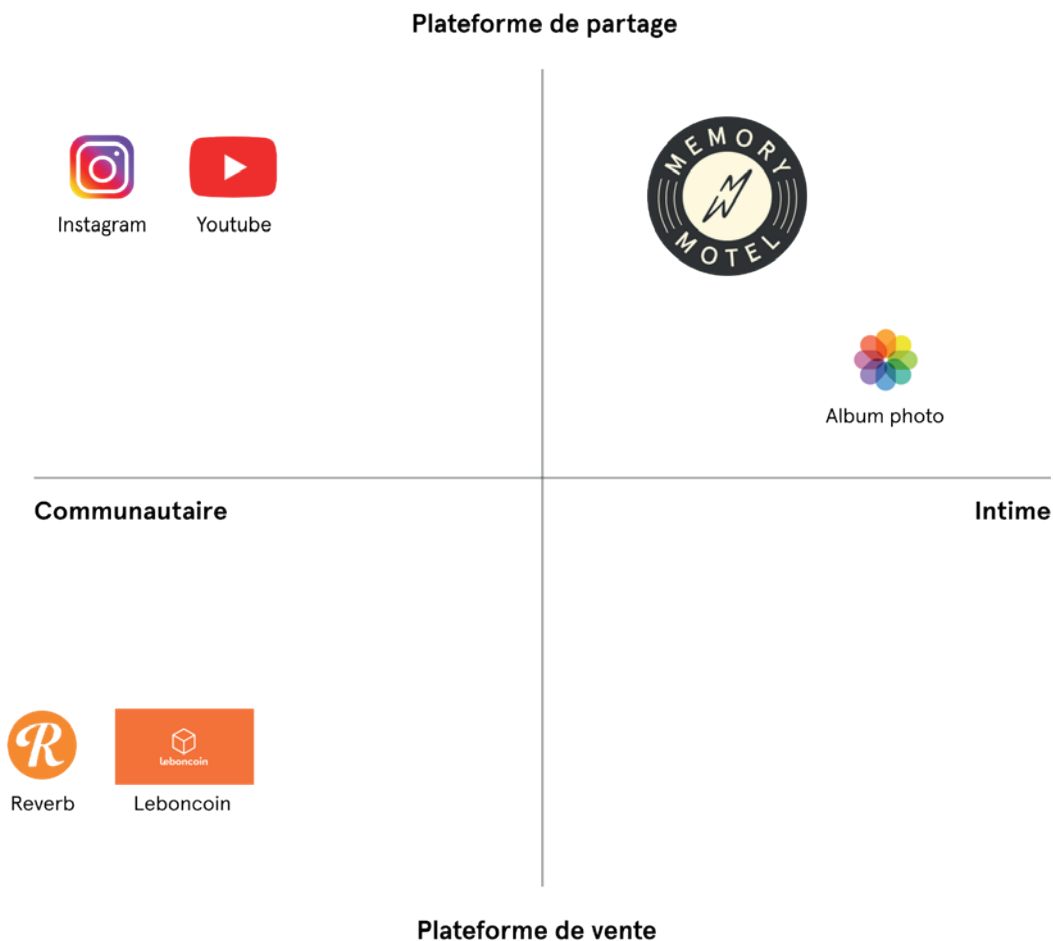 Plateforme de partage
MEMORY
MOTEL
Instagram
Youtube
Album photo
Communautaire
Intime
R
leboncoin
Reverb
Leboncoin
Plateforme de vente